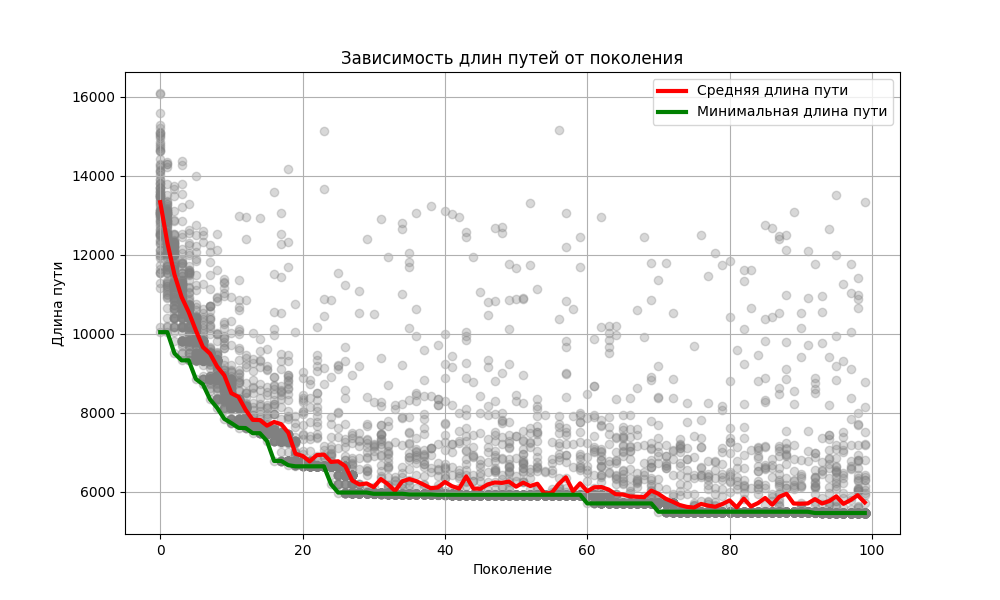 Зависимость длин путей от поколения
Средняя длина пути
Минимальная длина пути
Длина пути
16000
14000
12000
10000
8000
6000
0
20
40
60
80
100
Поколение